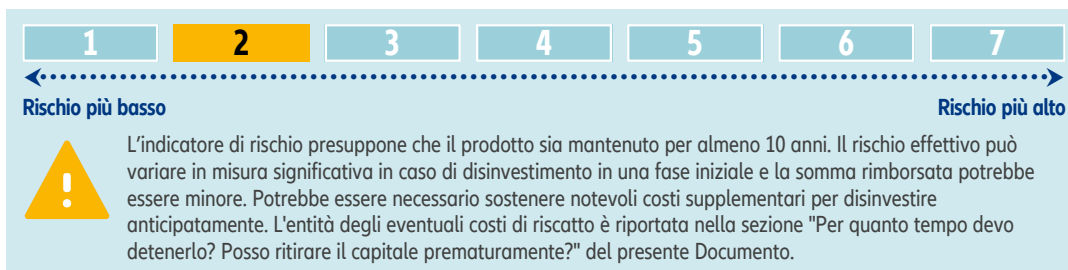 1 2 3 4 5 6 7
Rischio più basso Rischio più alto
L'indicatore di rischio presuppone che il prodotto sia mantenuto per almeno 10 anni. Il rischio effettivo può
variare in misura significativa in caso di disinvestimento in una fase iniziale e la somma rimborsata potrebbe
essere minore. Potrebbe essere necessario sostenere notevoli costi supplementari per disinvestire
anticipatamente. L'entità degli eventuali costi di riscatto è riportata nella sezione "Per quanto tempo devo
detenerlo? Posso ritirare il capitale prematuramente?" del presente Documento.